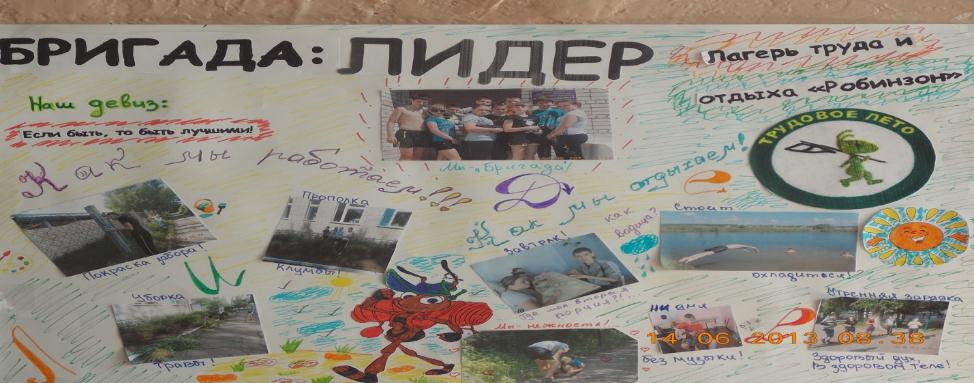 БРИГАДА: ЛИДЕР
Лагерь труда и
отдыха «Робинзон»
Наш девиз:
Если быть, то быть лучшими!
ТРУДОВОЕ ЛЕТО
Мы "Бригада"!
Как мы работаем!!!
Как мы отдыхаем!
Покраска забора!
Прополка
Клумбы!
Завтрак!
Где моя вторая
порция?!..
как
водица?
Стоит
охладиться!
Уборка
травы!
Мы-нежность!
ни дня
без музыки!
Утренняя зарядка
Здоровый дух,
В здоровом теле!
И
Л
Д
Е
Р
14 06 2013 08:38